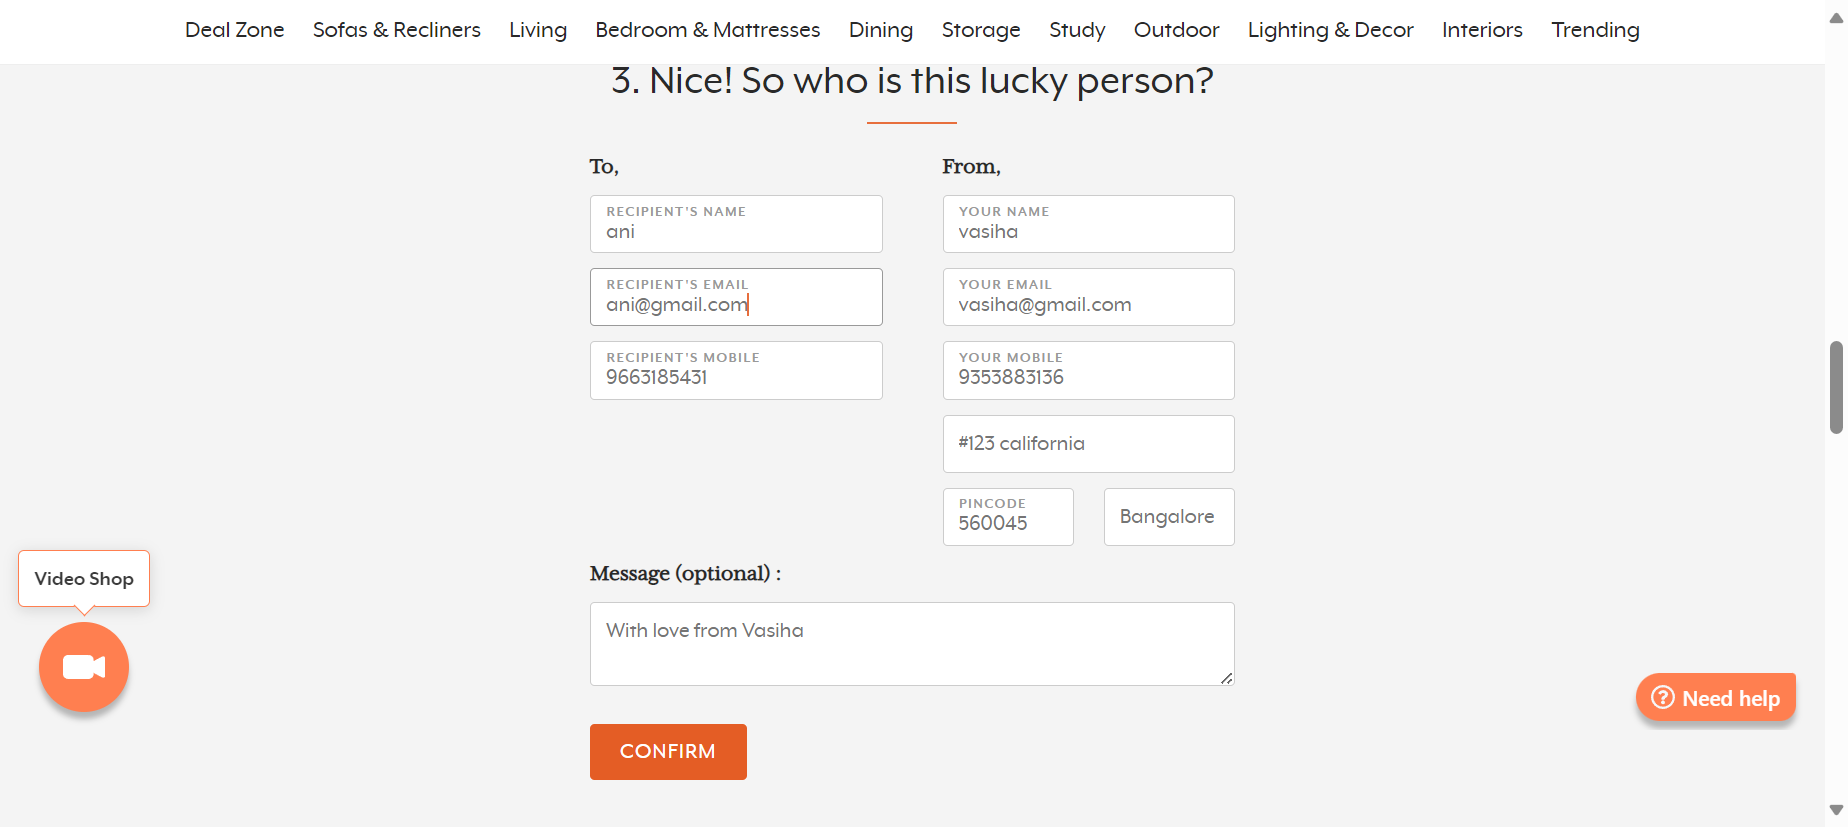 Deal Zone Sofas & Recliners Living Bedroom & Mattresses Dining Storage Study Outdoor Lighting & Decor Interiors Trending
3. Nice! So who is this lucky person?
To,
RECIPIENT'S NAME
ani
RECIPIENT'S EMAIL
ani@gmail.com
RECIPIENT'S MOBILE
9663185431
From,
YOUR NAME
vasiha
YOUR EMAIL
vasiha@gmail.com
YOUR MOBILE
9353883136
#123 california
PINCODE
560045
Bangalore
Message (optional) :
With love from Vasiha
CONFIRM
Video Shop
Need help